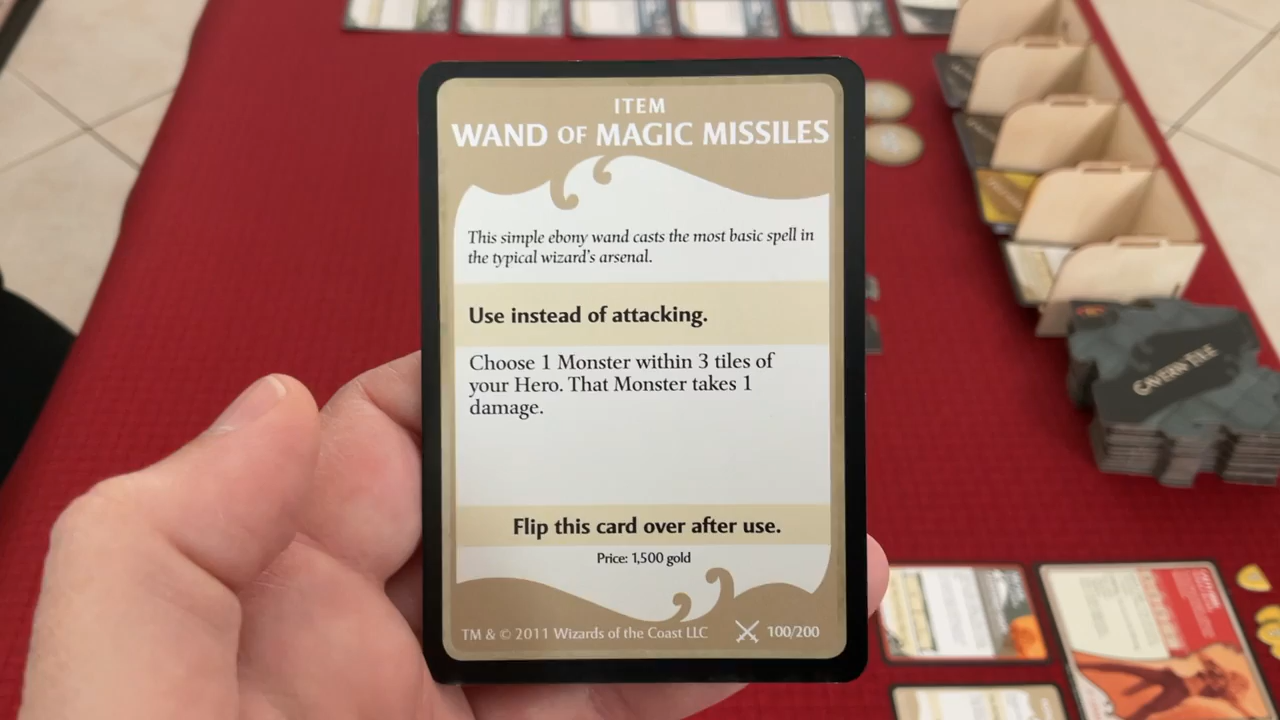 ITEM
WAND OF MAGIC MISSILES
This simple ebony wand casts the most basic spell in
the typical wizard's arsenal.
Use instead of attacking.
Choose 1 Monster within 3 tiles of
your Hero. That Monster takes 1
damage.
Flip this card over after use.
Price: 1,500 gold
TM & © 2011 Wizards of the Coast LLC
100/200
CAVERN TILE